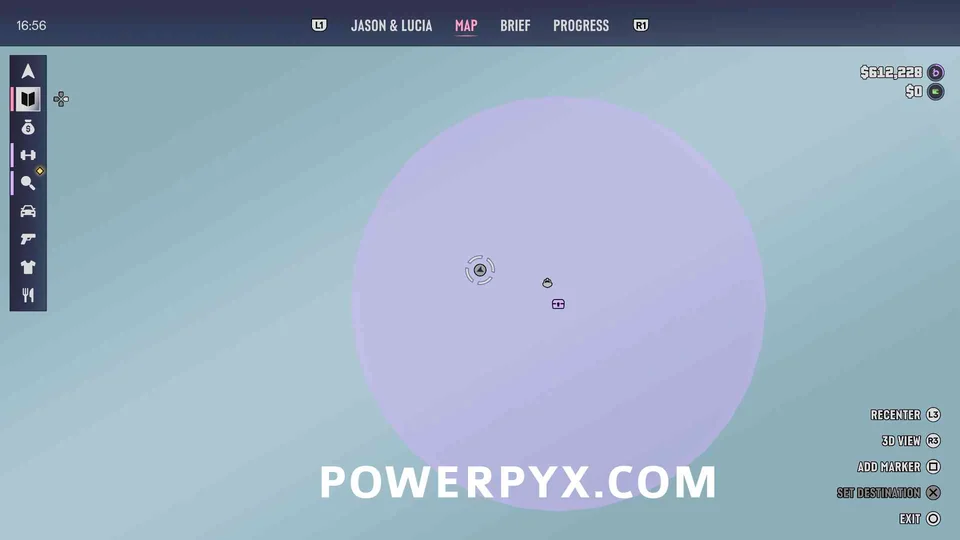 16:56
L1 JASON & LUCIA MAP BRIEF PROGRESS R1
$612,228
$0
RECENTER L3
3D VIEW R3
ADD MARKER
SET DESTINATION
EXIT
POWERPYX.COM